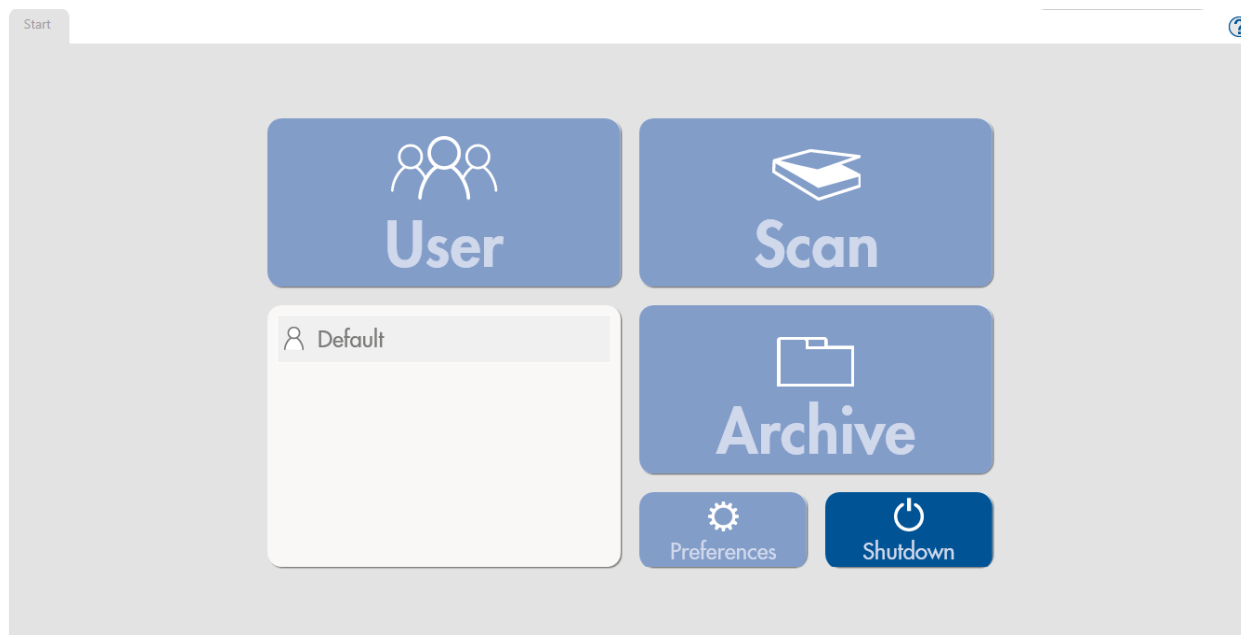 Start
?
User
Scan
Default
Archive
Preferences
Shutdown